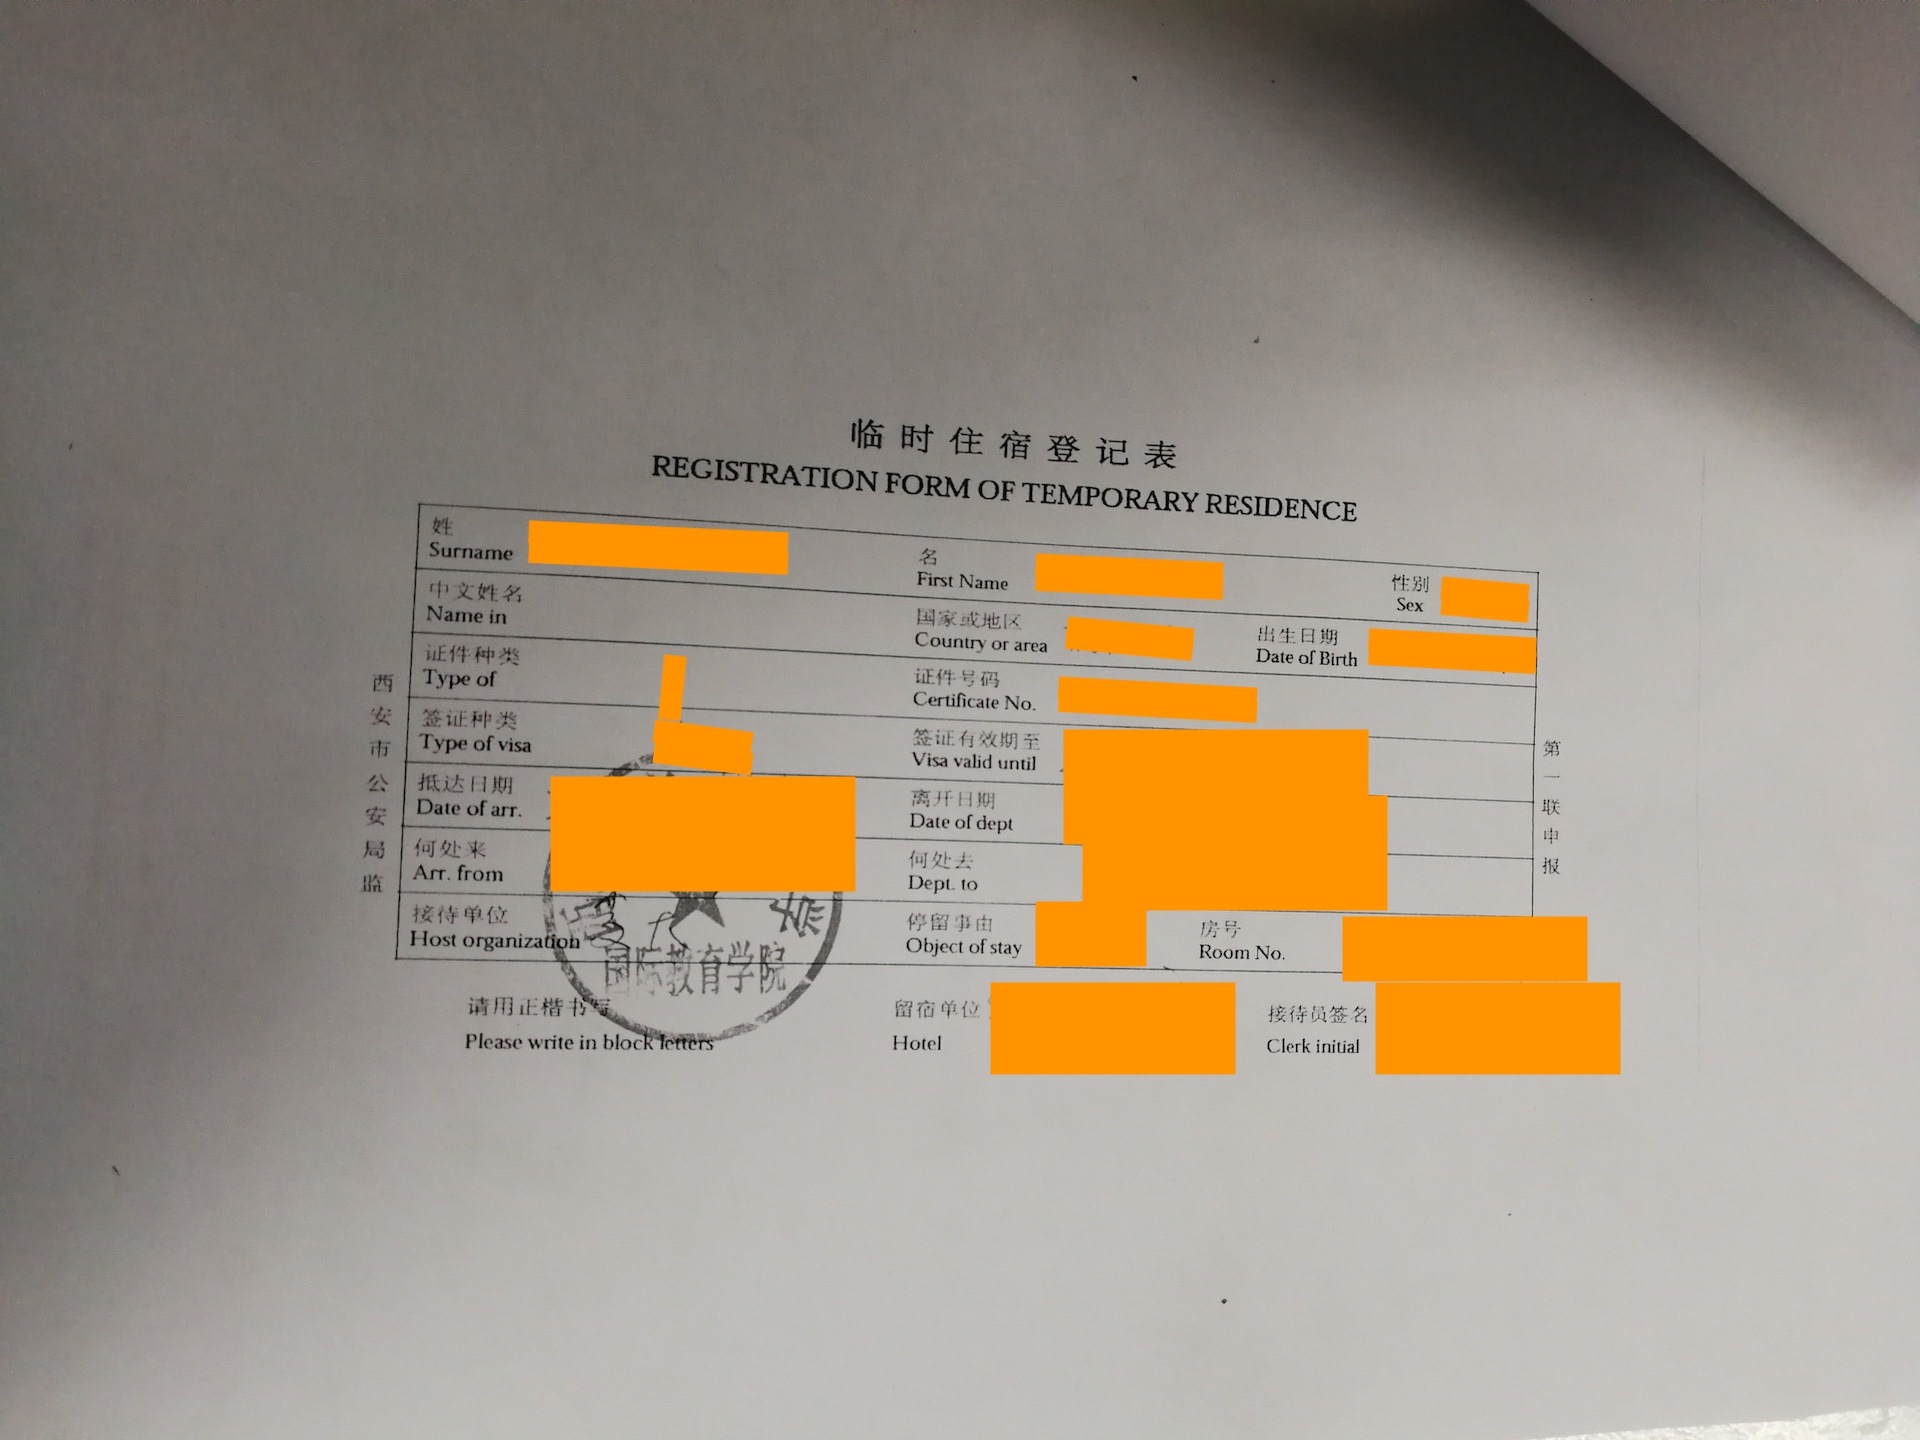 临时住宿登记表
REGISTRATION FORM OF TEMPORARY RESIDENCE
姓
Surname
名
First Name
性别
Sex
中文姓名
Name in
国家或地区
Country or area
出生日期
Date of Birth
证件种类
Type of
证件号码
Certificate No.
签证种类
Type of visa
签证有效期至
Visa valid until
抵达日期
Date of arr.
离开日期
Date of dept
何处来
Arr. from
何处去
Dept. to
接待单位
Host organization
停留事由
Object of stay
房号
Room No.
国际教育学院
请用正楷书写
Please write in block letters
留宿单位
Hotel
接待员签名
Clerk initial
西安市公安局监
第一联申报